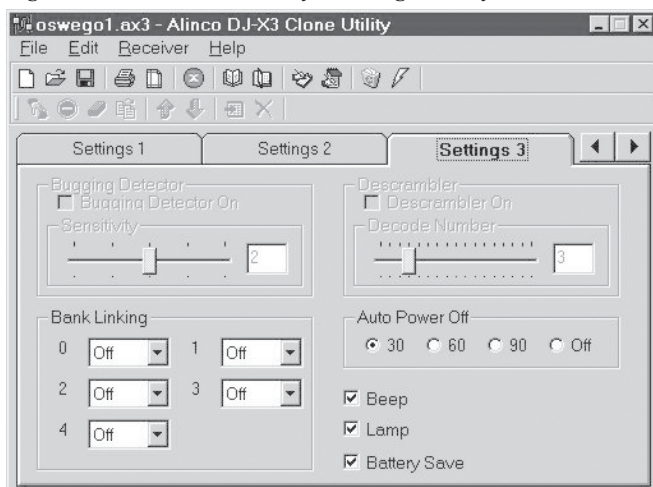 oswego1.ax3 - Alinco DJ-X3 Clone Utility
File Edit Receiver Help
Settings 1 Settings 2 Settings 3
Bugging Detector
Bugging Detector On
Sensitivity
2
Descrambler
Descrambler On
Decode Number
3
Bank Linking
0 Off 1 Off
2 Off 3 Off
4 Off
Auto Power Off
30 60 90 Off
Beep
Lamp
Battery Save